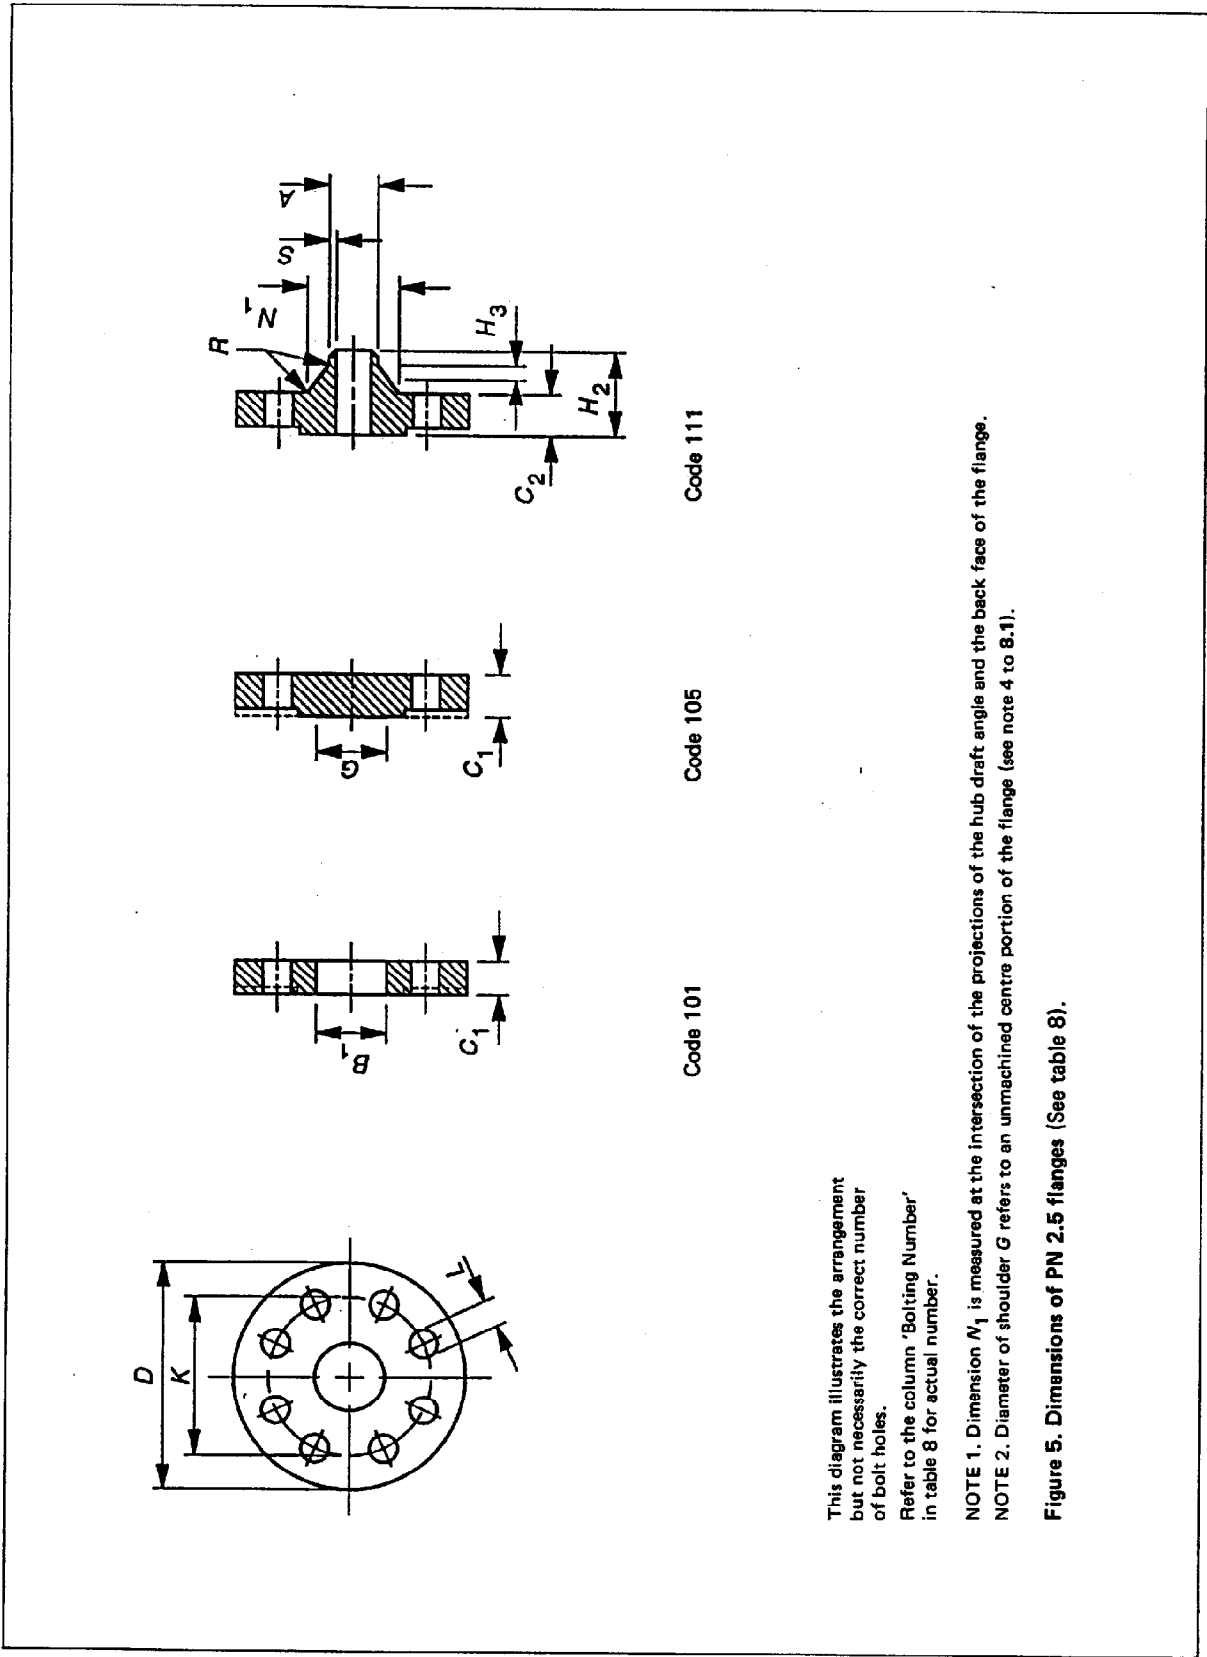 D
K
L
B1
C1
Code 101
G
C1
Code 105
R
N1
S
A
H3
H2
C2
Code 111
This diagram illustrates the arrangement
but not necessarily the correct number
of bolt holes.
Refer to the column 'Bolting Number'
in table 8 for actual number.
NOTE 1. Dimension N1 is measured at the intersection of the projections of the hub draft angle and the back face of the flange.
NOTE 2. Diameter of shoulder G refers to an unmachined centre portion of the flange (see note 4 to 8.1).
Figure 5. Dimensions of PN 2.5 flanges (See table 8).